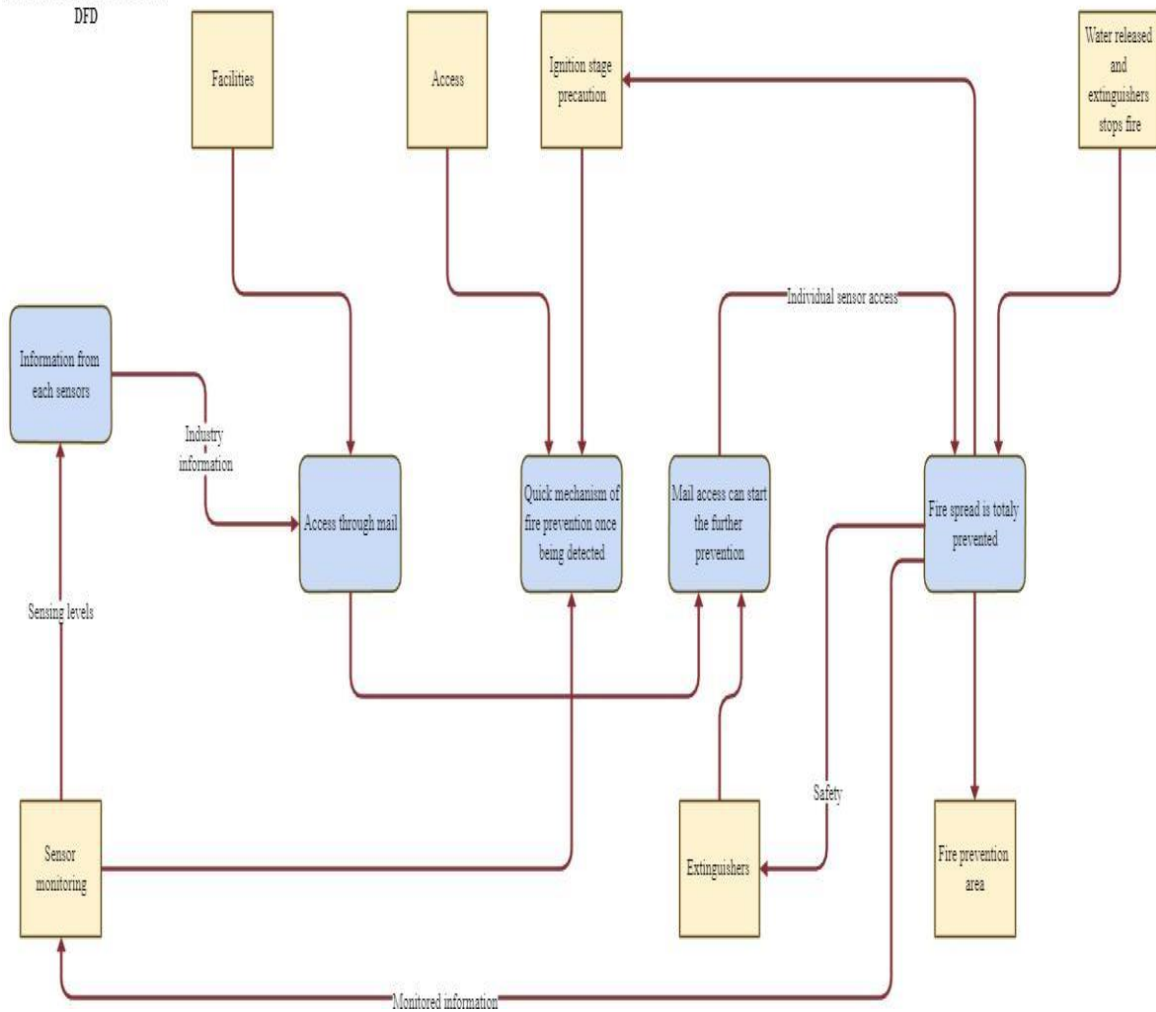 DFD
Facilities
Access
Ignition stage
precaution
Water released
and
extinguishers
stops fire
Individual sensor access
Information from
each sensors
Industry
information
Access through mail
Quick mechanism of
fire prevention once
being detected
Mail access can start
the further
prevention
Fire spread is totaly
prevented
Sensing levels
Safety
Sensor
monitoring
Extinguishers
Fire prevention
area
Monitored information